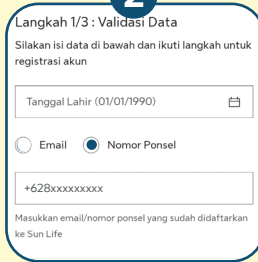 2
Langkah 1/3 : Validasi Data
Silakan isi data di bawah dan ikuti langkah untuk
registrasi akun
Tanggal Lahir (01/01/1990)
Email Nomor Ponsel
+628xxxxxxxxx
Masukkan email/nomor ponsel yang sudah didaftarkan
ke Sun Life